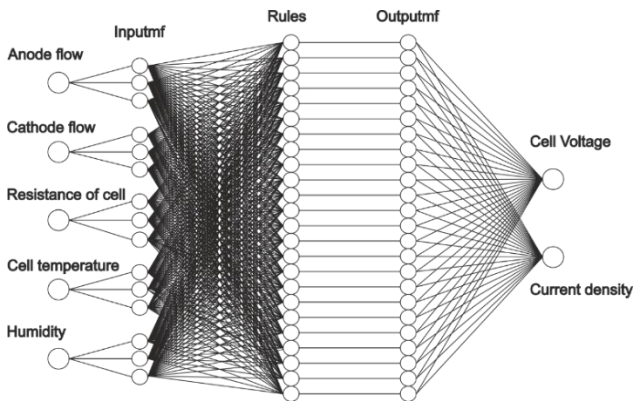 Rules
Outputmf
Inputmf
Anode flow
Cathode flow
Cell Voltage
Resistance of cell
Cell temperature
Current density
Humidity